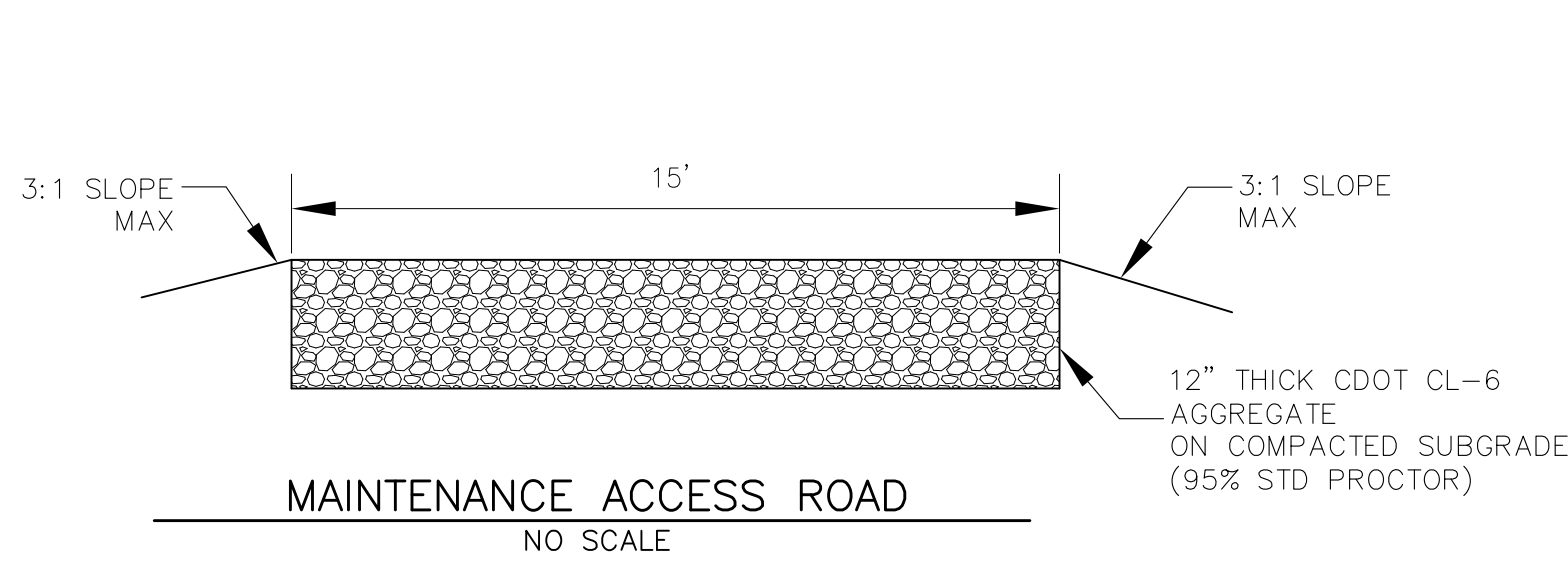 15'
3:1 SLOPE
MAX
3:1 SLOPE
MAX
12" THICK CDOT CL-6
AGGREGATE
ON COMPACTED SUBGRADE
(95% STD PROCTOR)
MAINTENANCE ACCESS ROAD
NO SCALE